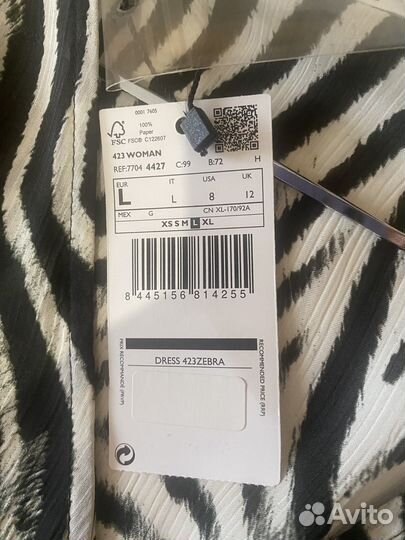 0001 7605
100%
Paper
FSC FSC® C122607
423 WOMAN
REF:7704 4427 C:99 B:72 H
EUR IT USA UK
L L 8 12
MEX G CN XL-170/92A
XS S M L XL
8 445156 814255
PRIX RECOMMANDÉ (PRVP)
RECOMMENDED PRICE (RRP)
DRESS 423ZEBRA
Avito